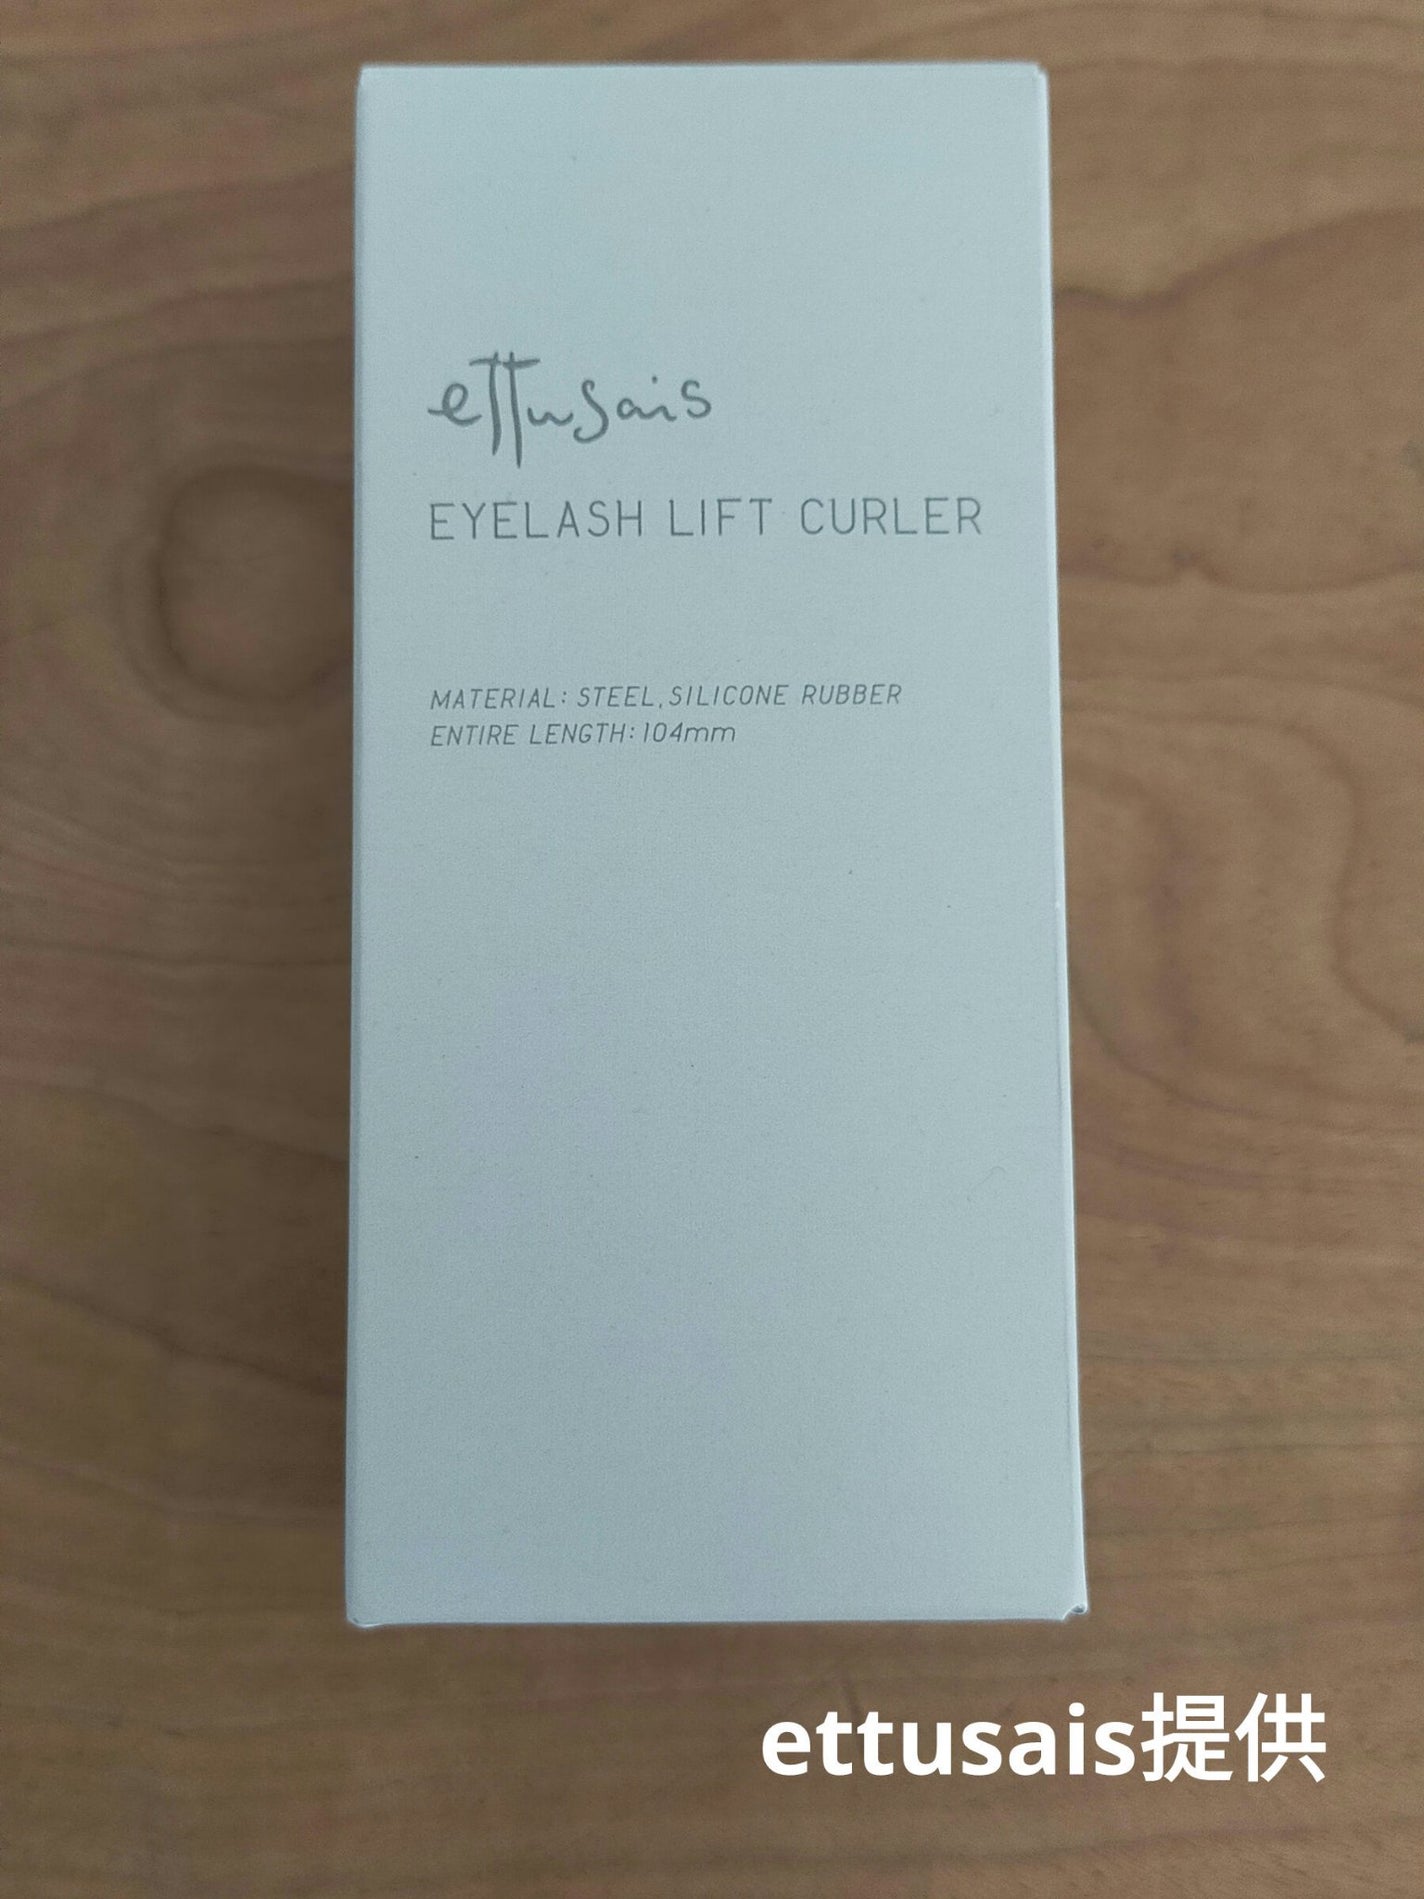 ettusais
EYELASH LIFT CURLER
MATERIAL: STEEL, SILICONE RUBBER
ENTIRE LENGTH: 104mm
ettusais提供